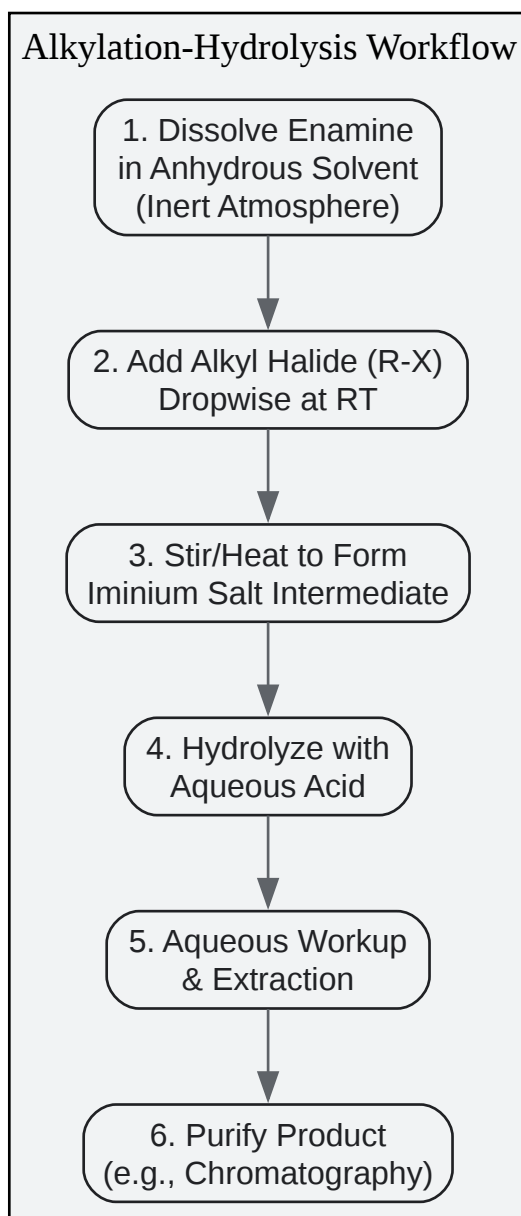 Alkylation-Hydrolysis Workflow
1. Dissolve Enamine
in Anhydrous Solvent
(Inert Atmosphere)
2. Add Alkyl Halide (R-X)
Dropwise at RT
3. Stir/Heat to Form
Iminium Salt Intermediate
4. Hydrolyze with
Aqueous Acid
5. Aqueous Workup
& Extraction
6. Purify Product
(e.g., Chromatography)